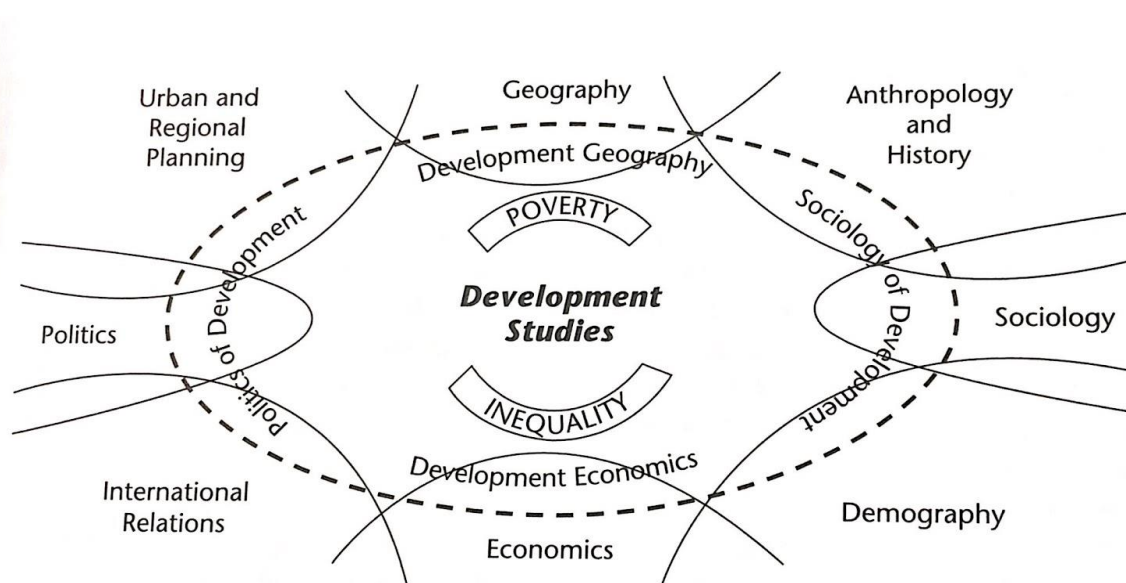 Urban and
Regional
Planning
Geography
Anthropology
and
History
Development Geography
POVERTY
Politics of Development
Development
Studies
Sociology of Development
Politics
Sociology
INEQUALITY
Development Economics
International
Relations
Economics
Demography